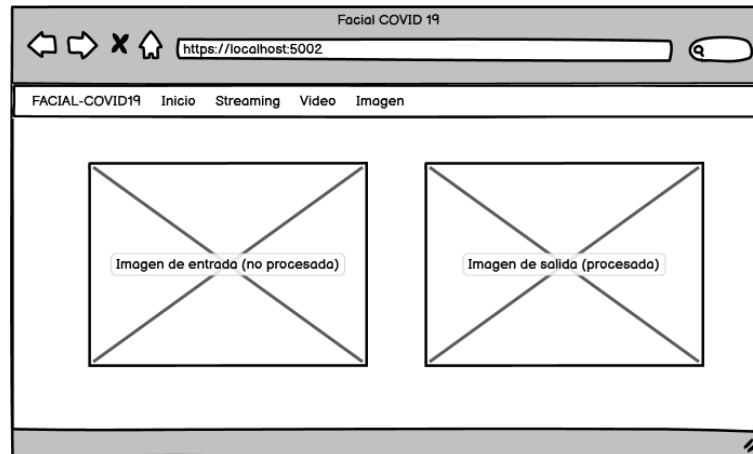 Facial COVID 19
https://localhost:5002
FACIAL-COVID19 Inicio Streaming Video Imagen
Imagen de entrada (no procesada) Imagen de salida (procesada)